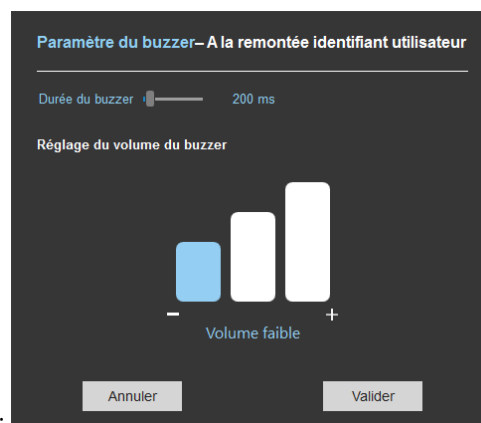 Paramètre du buzzer– A la remontée identifiant utilisateur
Durée du buzzer 200 ms
Réglage du volume du buzzer
– +
Volume faible
Annuler Valider
.